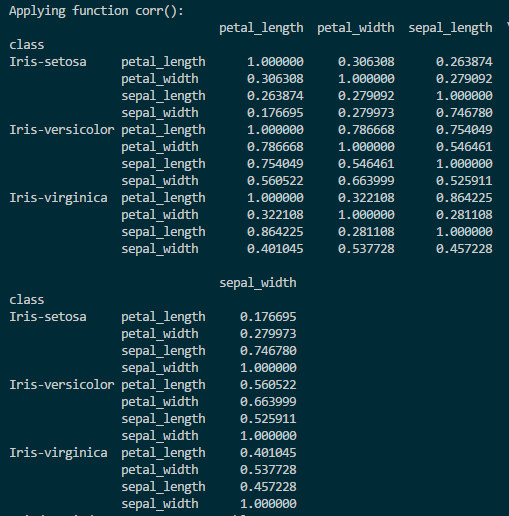 Applying function corr():
petal_length petal_width sepal_length \
class
Iris-setosa petal_length 1.000000 0.306308 0.263874
petal_width 0.306308 1.000000 0.279092
sepal_length 0.263874 0.279092 1.000000
sepal_width 0.176695 0.279973 0.746780
Iris-versicolor petal_length 1.000000 0.786668 0.754049
petal_width 0.786668 1.000000 0.546461
sepal_length 0.754049 0.546461 1.000000
sepal_width 0.560522 0.663999 0.525911
Iris-virginica petal_length 1.000000 0.322108 0.864225
petal_width 0.322108 1.000000 0.281108
sepal_length 0.864225 0.281108 1.000000
sepal_width 0.401045 0.537728 0.457228
sepal_width
class
Iris-setosa petal_length 0.176695
petal_width 0.279973
sepal_length 0.746780
sepal_width 1.000000
Iris-versicolor petal_length 0.560522
petal_width 0.663999
sepal_length 0.525911
sepal_width 1.000000
Iris-virginica petal_length 0.401045
petal_width 0.537728
sepal_length 0.457228
sepal_width 1.000000